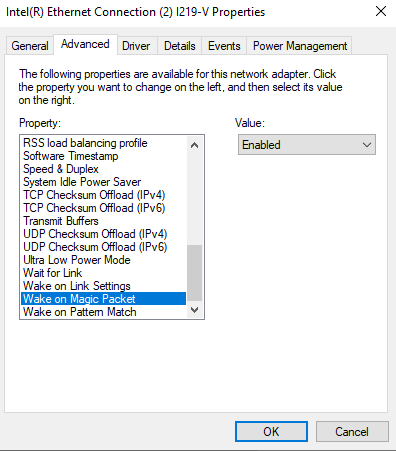 Intel(R) Ethernet Connection (2) I219-V Properties
General Advanced Driver Details Events Power Management
The following properties are available for this network adapter. Click
the property you want to change on the left, and then select its value
on the right.
Property: Value:
RSS load balancing profile Enabled
Software Timestamp
Speed & Duplex
System Idle Power Saver
TCP Checksum Offload (IPv4)
TCP Checksum Offload (IPv6)
Transmit Buffers
UDP Checksum Offload (IPv4)
UDP Checksum Offload (IPv6)
Ultra Low Power Mode
Wait for Link
Wake on Link Settings
Wake on Magic Packet
Wake on Pattern Match
OK Cancel